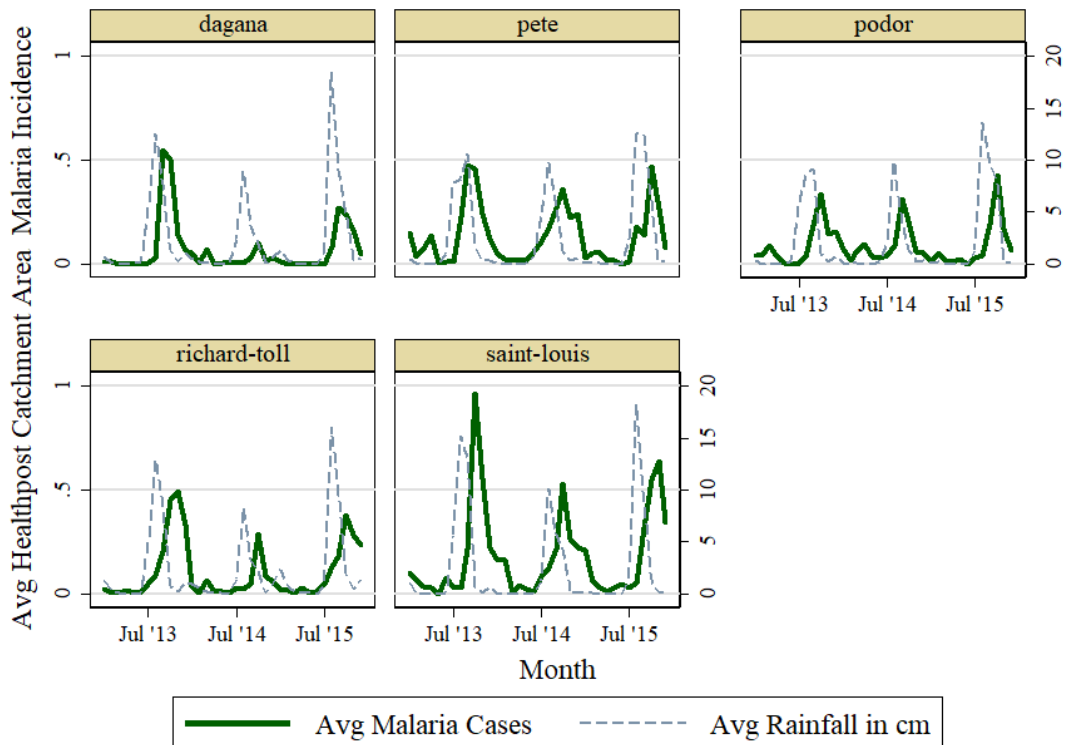 dagana
pete
podor
Avg Healthpost Catchment Area  Malaria Incidence
1
.5
0
20
15
10
5
0
Jul '13
Jul '14
Jul '15
richard-toll
saint-louis
1
.5
0
20
15
10
5
0
Jul '13
Jul '14
Jul '15
Jul '13
Jul '14
Jul '15
Month
Avg Malaria Cases
Avg Rainfall in cm